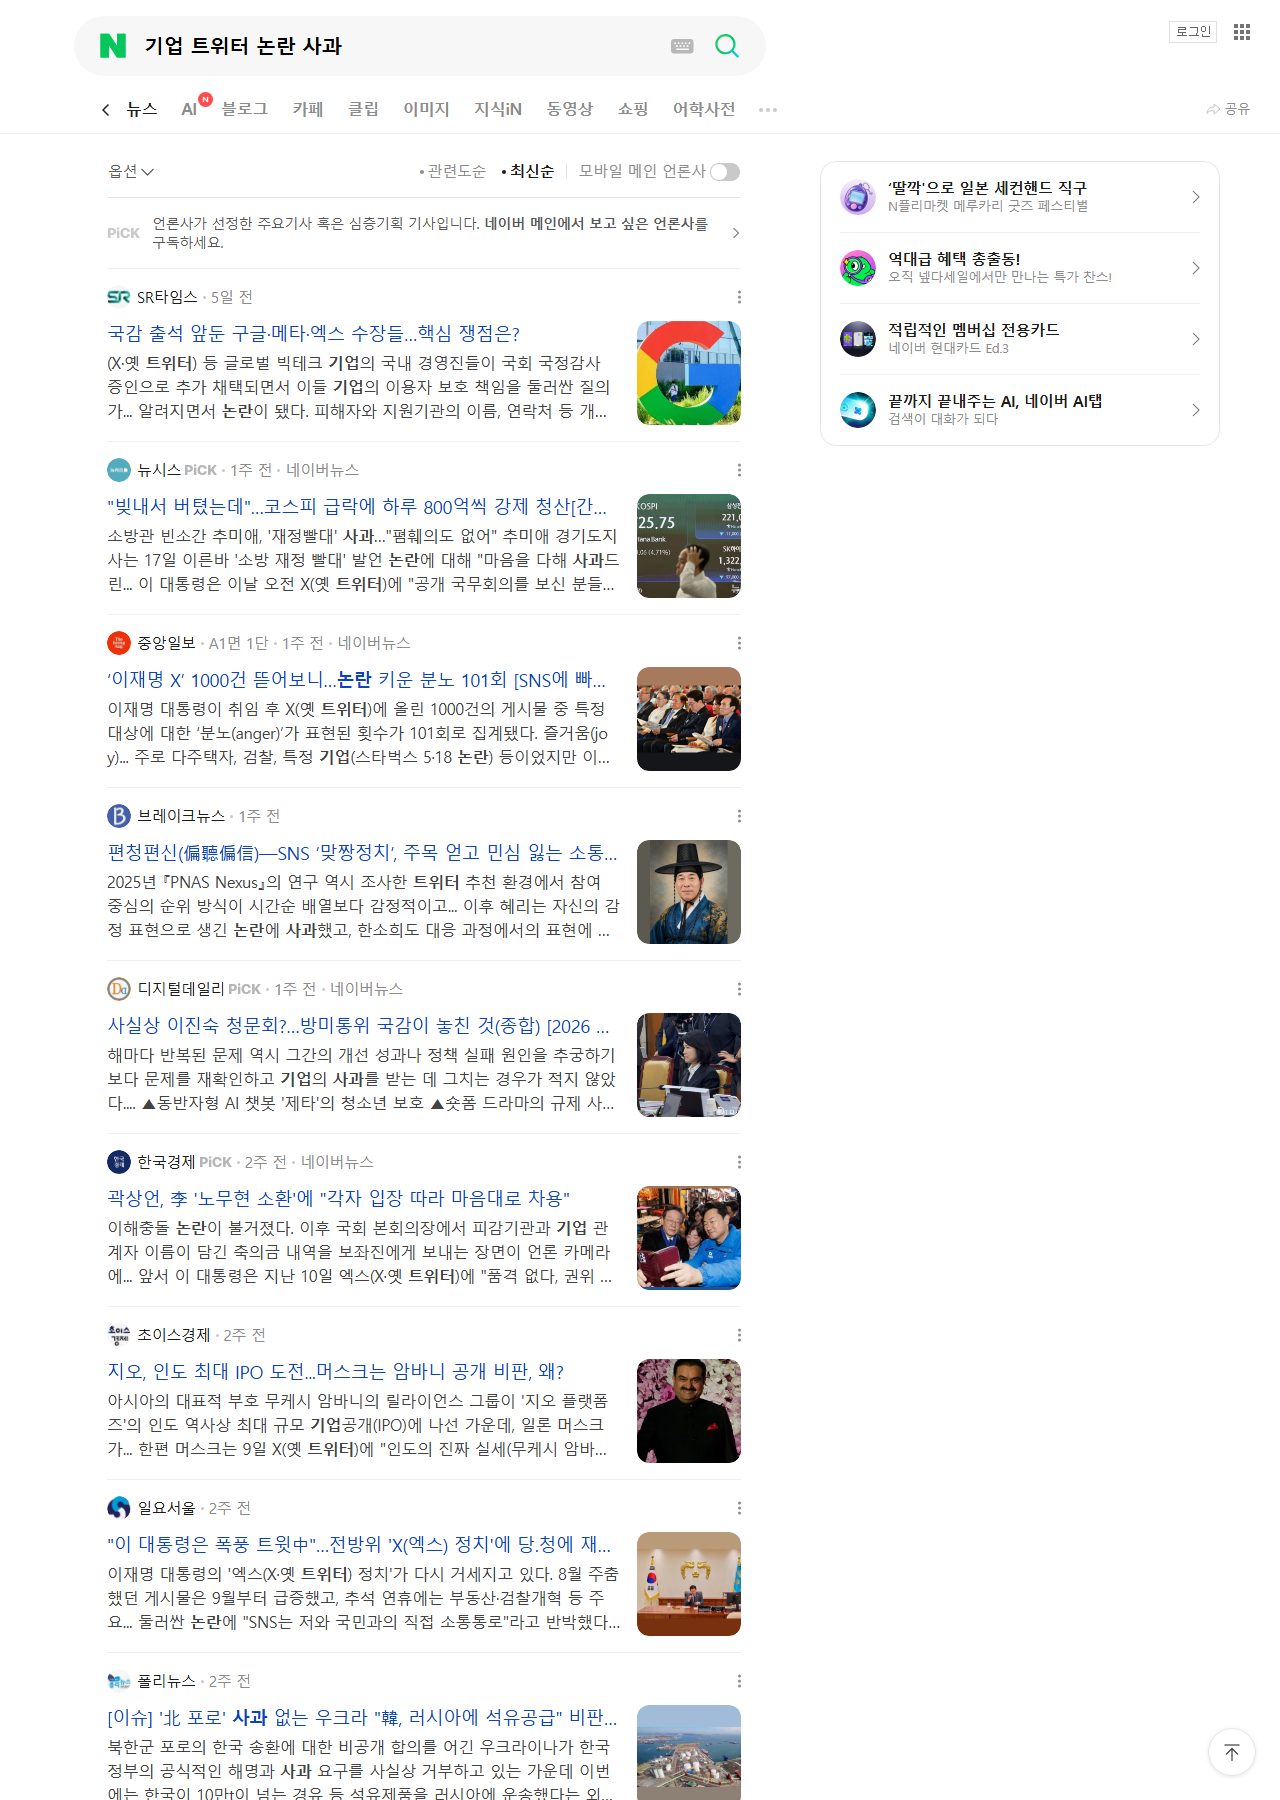 기업 트위터 논란 사과
로그인
뉴스 AI N 블로그 카페 클립 이미지 지식iN 동영상 쇼핑 어학사전
공유
옵션
관련도순 최신순 모바일 메인 언론사
PiCK 언론사가 선정한 주요기사 혹은 심층기획 기사입니다. 네이버 메인에서 보고 싶은 언론사를
구독하세요.
SR타임스 · 5일 전
국감 출석 앞둔 구글·메타·엑스 수장들…핵심 쟁점은?
(X·옛 트위터) 등 글로벌 빅테크 기업의 국내 경영진들이 국회 국정감사
증인으로 추가 채택되면서 이들 기업의 이용자 보호 책임을 둘러싼 질의
가... 알려지면서 논란이 됐다. 피해자와 지원기관의 이름, 연락처 등 개...
뉴시스 PiCK · 1주 전 · 네이버뉴스
"빚내서 버텼는데"…코스피 급락에 하루 800억씩 강제 청산[간...
소방관 빈소간 추미애, '재정빨대' 사과…"폄훼의도 없어" 추미애 경기도지
사는 17일 이른바 '소방 재정 빨대' 발언 논란에 대해 "마음을 다해 사과드
린... 이 대통령은 이날 오전 X(옛 트위터)에 "공개 국무회의를 보신 분들...
중앙일보 · A1면 1단 · 1주 전 · 네이버뉴스
‘이재명 X’ 1000건 뜯어보니…논란 키운 분노 101회 [SNS에 빠...
이재명 대통령이 취임 후 X(옛 트위터)에 올린 1000건의 게시물 중 특정
대상에 대한 ‘분노(anger)’가 표현된 횟수가 101회로 집계됐다. 즐거움(jo
y)... 주로 다주택자, 검찰, 특정 기업(스타벅스 5·18 논란) 등이었지만 이...
브레이크뉴스 · 1주 전
편청편신(偏聽偏信)—SNS ‘맞짱정치’, 주목 얻고 민심 잃는 소통...
2025년 『PNAS Nexus』의 연구 역시 조사한 트위터 추천 환경에서 참여
중심의 순위 방식이 시간순 배열보다 감정적이고... 이후 혜리는 자신의 감
정 표현으로 생긴 논란에 사과했고, 한소희도 대응 과정에서의 표현에 ...
디지털데일리 PiCK · 1주 전 · 네이버뉴스
사실상 이진숙 청문회?…방미통위 국감이 놓친 것(종합) [2026 ...
해마다 반복된 문제 역시 그간의 개선 성과나 정책 실패 원인을 추궁하기
보다 문제를 재확인하고 기업의 사과를 받는 데 그치는 경우가 적지 않았
다.... ▲동반자형 AI 챗봇 '제타'의 청소년 보호 ▲숏폼 드라마의 규제 사...
한국경제 PiCK · 2주 전 · 네이버뉴스
곽상언, 李 '노무현 소환'에 "각자 입장 따라 마음대로 차용"
이해충돌 논란이 불거졌다. 이후 국회 본회의장에서 피감기관과 기업 관
계자 이름이 담긴 축의금 내역을 보좌진에게 보내는 장면이 언론 카메라
에... 앞서 이 대통령은 지난 10일 엑스(X·옛 트위터)에 "품격 없다, 권위 ...
초이스경제 · 2주 전
지오, 인도 최대 IPO 도전...머스크는 암바니 공개 비판, 왜?
아시아의 대표적 부호 무케시 암바니의 릴라이언스 그룹이 '지오 플랫폼
즈'의 인도 역사상 최대 규모 기업공개(IPO)에 나선 가운데, 일론 머스크
가... 한편 머스크는 9일 X(옛 트위터)에 "인도의 진짜 실세(무케시 암바...
일요서울 · 2주 전
"이 대통령은 폭풍 트윗中"…전방위 'X(엑스) 정치'에 당.청에 재...
이재명 대통령의 '엑스(X·옛 트위터) 정치'가 다시 거세지고 있다. 8월 주춤
했던 게시물은 9월부터 급증했고, 추석 연휴에는 부동산·검찰개혁 등 주
요... 둘러싼 논란에 "SNS는 저와 국민과의 직접 소통통로"라고 반박했다...
폴리뉴스 · 2주 전
[이슈] '北 포로' 사과 없는 우크라 "韓, 러시아에 석유공급" 비판...
북한군 포로의 한국 송환에 대한 비공개 합의를 어긴 우크라이나가 한국
정부의 공식적인 해명과 사과 요구를 사실상 거부하고 있는 가운데 이번
에는 한국이 10만t이 넘는 경유 등 석유제품을 러시아에 운송했다는 외...
‘딸깍'으로 일본 세컨핸드 직구
N플리마켓 메루카리 굿즈 페스티벌
역대급 혜택 총출동!
오직 넾다세일에서만 만나는 특가 찬스!
적립적인 멤버십 전용카드
네이버 현대카드 Ed.3
끝까지 끝내주는 AI, 네이버 AI탭
검색이 대화가 되다